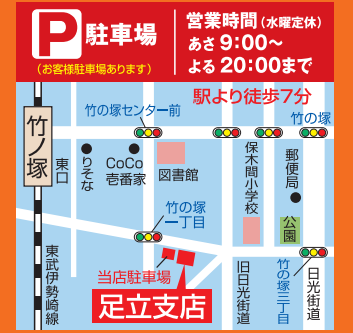 P 駐車場
(お客様駐車場あります)
営業時間(水曜定休)
あさ 9:00〜
よる 20:00まで
駅より徒歩7分
竹の塚センター前
竹の塚
竹ノ塚
東口
りそな
CoCo
壱番家
図書館
保木間小学校
郵便局
竹の塚
一丁目
公園
当店駐車場
足立支店
東武伊勢崎線
旧日光街道
竹の塚三丁目
日光街道